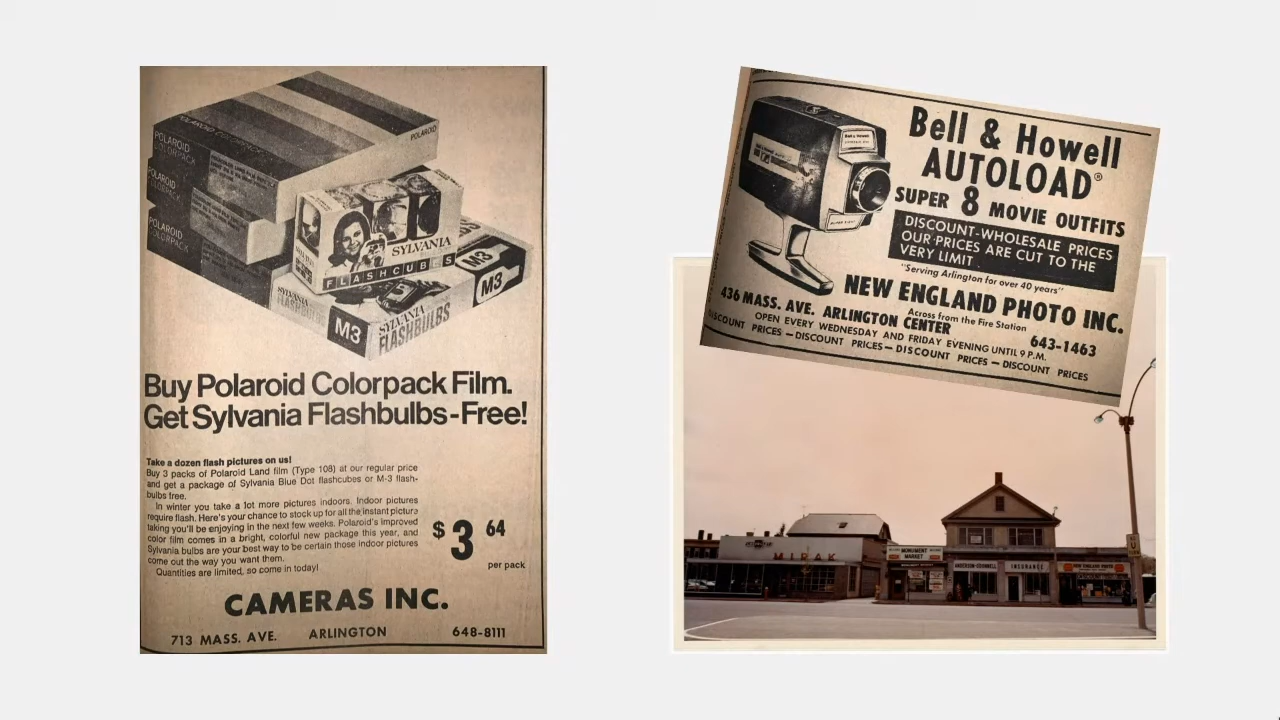 POLAROID COLORPACK
POLAROID
POLAROID
COLORPACK
POLAROID
COLORPACK
POLAROID
COLORPACK
SYLVANIA
FLASHCUBES
M3
M3
SYLVANIA
FLASHBULBS
SYLVANIA
FLASHBULBS
M3
Buy Polaroid Colorpack Film.
Get Sylvania Flashbulbs-Free!
Take a dozen flash pictures on us!
Buy 3 packs of Polaroid Land film (Type 108) at our regular price
and get a package of Sylvania Blue Dot flashcubes or M-3 flash-
bulbs free.
In winter you take a lot more pictures indoors. Indoor pictures
require flash. Here's your chance to stock up for all the instant pictures
taking you'll be enjoying in the next few weeks. Polaroid's improved
color film comes in a bright, colorful new package this year, and
Sylvania bulbs are your best way to be certain those indoor pictures
come out the way you want them.
Quantities are limited, so come in today!
$3 64
per pack
CAMERAS INC.
713 MASS. AVE. ARLINGTON 648-8111
Bell & Howell
AUTOLOAD®
SUPER 8 MOVIE OUTFITS
DISCOUNT-WHOLESALE PRICES
OUR PRICES ARE CUT TO THE
VERY LIMIT
"Serving Arlington for over 40 years"
NEW ENGLAND PHOTO INC.
Across from the Fire Station
436 MASS. AVE. ARLINGTON CENTER 643-1463
OPEN EVERY WEDNESDAY AND FRIDAY EVENING UNTIL 9 P.M.
DISCOUNT PRICES—DISCOUNT PRICES—DISCOUNT PRICES — DISCOUNT PRICES
MIRAK
MONUMENT
MARKET
ANDERSON-O'CONNELL INSURANCE
NEW ENGLAND PHOTO